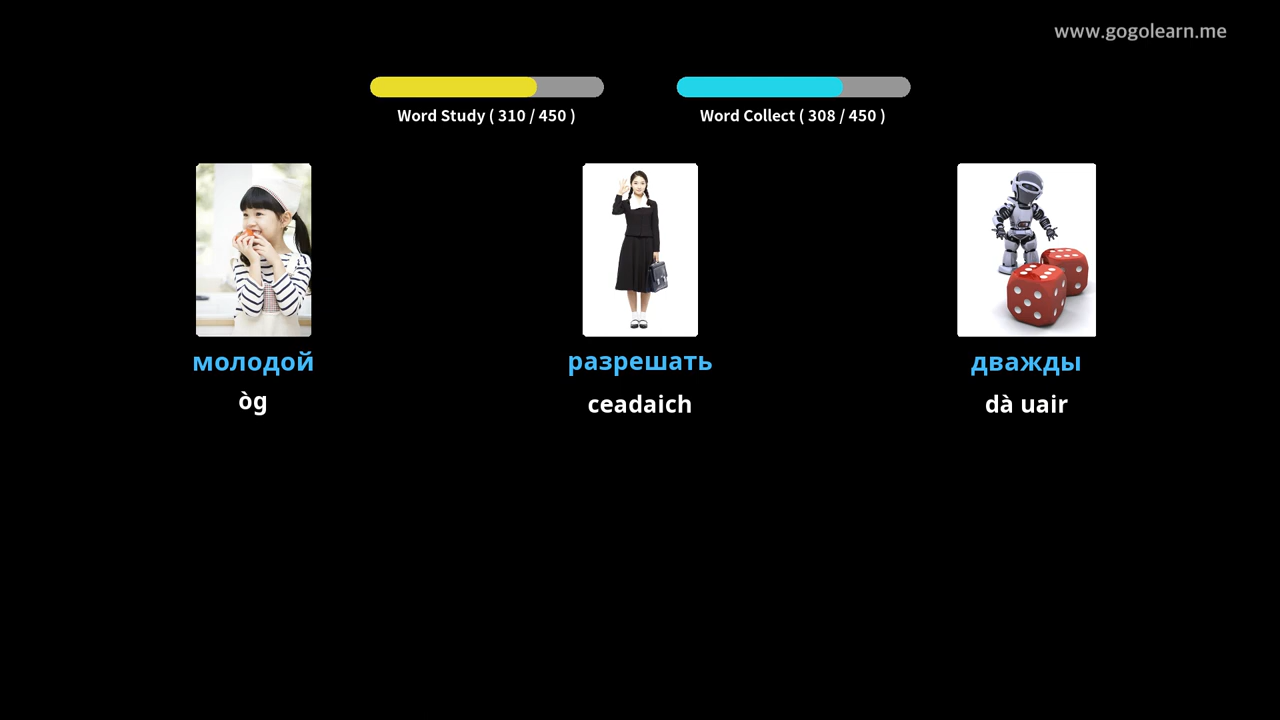 www.gogolearn.me
Word Study ( 310 / 450 )
Word Collect ( 308 / 450 )
молодой
разрешать
дважды
òg
ceadaich
dà uair